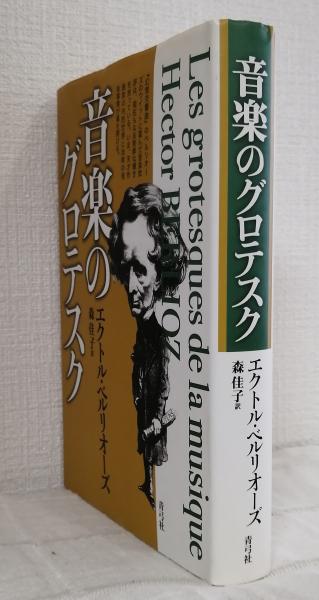 音楽の
グロテスク
エクトル・ベルリオーズ
森 佳子 訳
青弓社
Les grotesques de la musique
Hector BERLIOZ
音楽のグロテスク
エクトル・ベルリオーズ
森 佳子 訳
青弓社